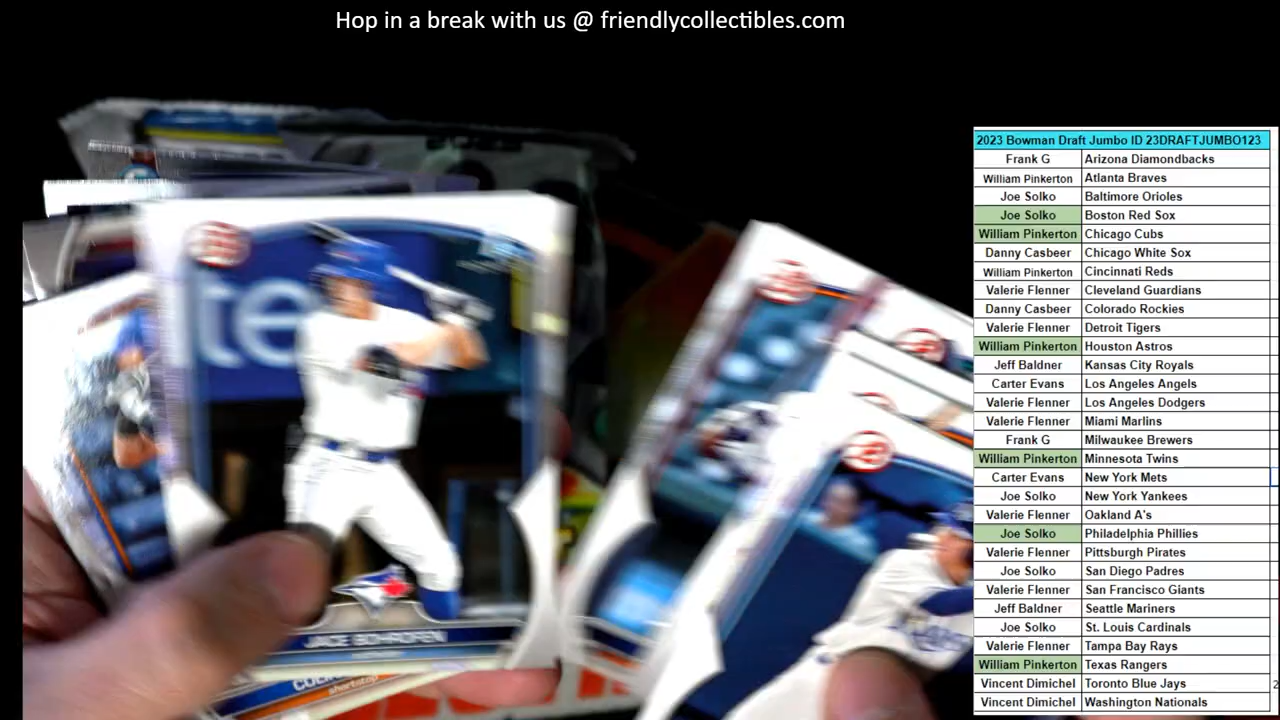 Hop in a break with us @ friendlycollectibles.com
2023 Bowman Draft Jumbo ID 23DRAFTJUMBO123
Frank G Arizona Diamondbacks
William Pinkerton Atlanta Braves
Joe Solko Baltimore Orioles
Joe Solko Boston Red Sox
William Pinkerton Chicago Cubs
Danny Casbeer Chicago White Sox
William Pinkerton Cincinnati Reds
Valerie Flenner Cleveland Guardians
Danny Casbeer Colorado Rockies
Valerie Flenner Detroit Tigers
William Pinkerton Houston Astros
Jeff Baldner Kansas City Royals
Carter Evans Los Angeles Angels
Valerie Flenner Los Angeles Dodgers
Valerie Flenner Miami Marlins
Frank G Milwaukee Brewers
William Pinkerton Minnesota Twins
Carter Evans New York Mets
Joe Solko New York Yankees
Valerie Flenner Oakland A's
Joe Solko Philadelphia Phillies
Valerie Flenner Pittsburgh Pirates
Joe Solko San Diego Padres
Valerie Flenner San Francisco Giants
Jeff Baldner Seattle Mariners
Joe Solko St. Louis Cardinals
Valerie Flenner Tampa Bay Rays
William Pinkerton Texas Rangers
Vincent Dimichel Toronto Blue Jays
Vincent Dimichel Washington Nationals
te
JACE BOHROFEN
shortstop